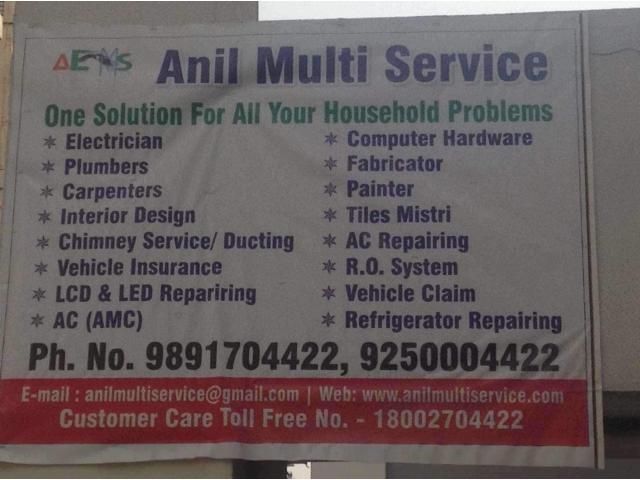 AEMS Anil Multi Service
One Solution For All Your Household Problems
* Electrician
* Plumbers
* Carpenters
* Interior Design
* Chimney Service/ Ducting
* Vehicle Insurance
* LCD & LED Repariring
* AC (AMC)
* Computer Hardware
* Fabricator
* Painter
* Tiles Mistri
* AC Repairing
* R.O. System
* Vehicle Claim
* Refrigerator Repairing
Ph. No. 9891704422, 9250004422
E-mail : anilmultiservice@gmail.com | Web: www.anilmultiservice.com
Customer Care Toll Free No. - 18002704422